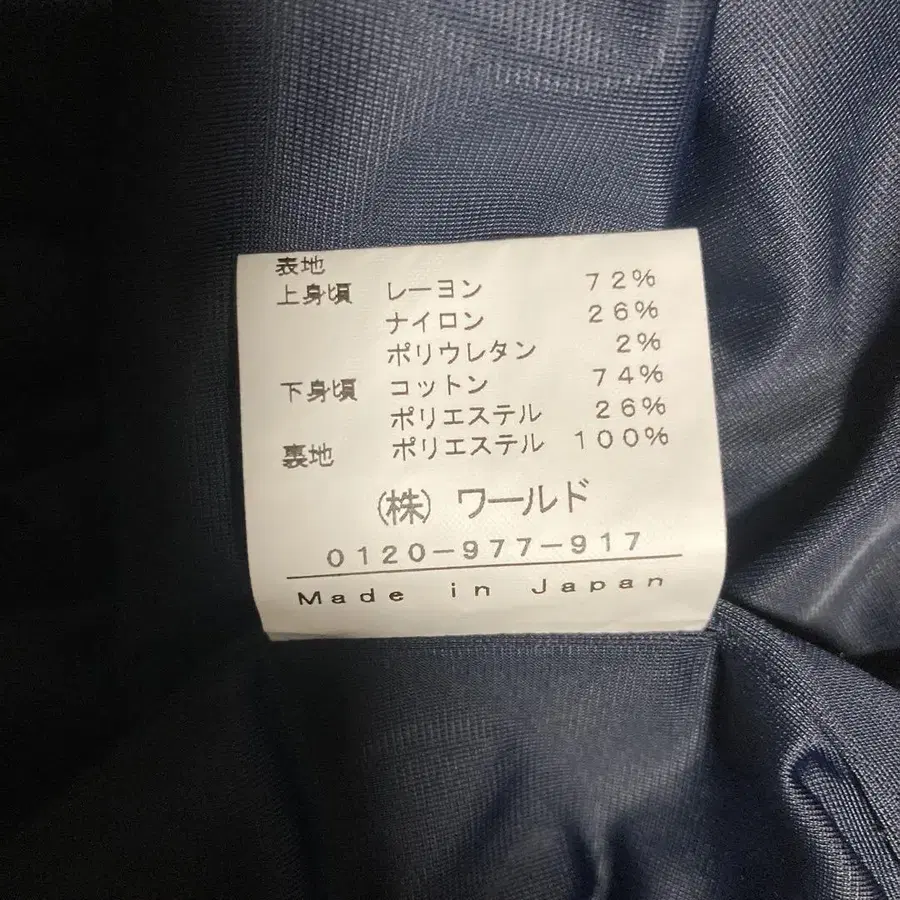 表地
上身頃 レーヨン 72%
ナイロン 26%
ポリウレタン 2%
下身頃 コットン 74%
ポリエステル 26%
裏地 ポリエステル 100%
(株) ワールド
0120-977-917
Made in Japan